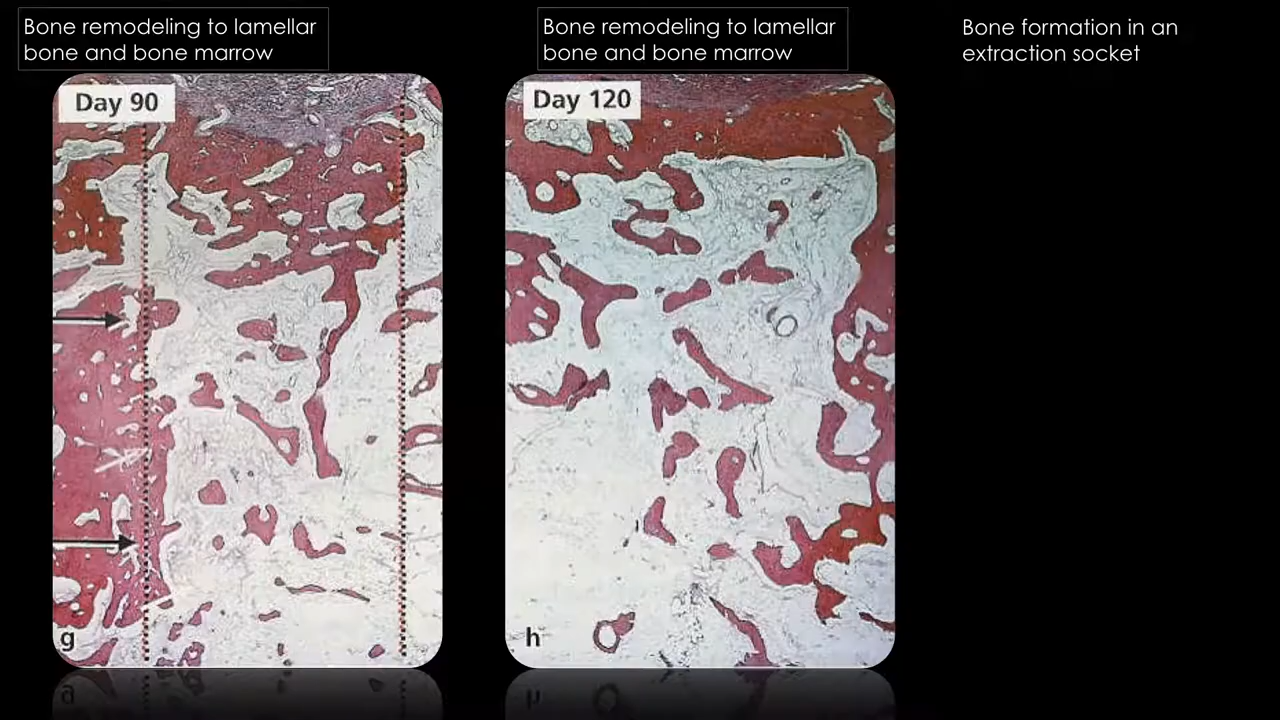 Bone remodeling to lamellar
bone and bone marrow
Bone remodeling to lamellar
bone and bone marrow
Bone formation in an
extraction socket
Day 90
Day 120
g
h